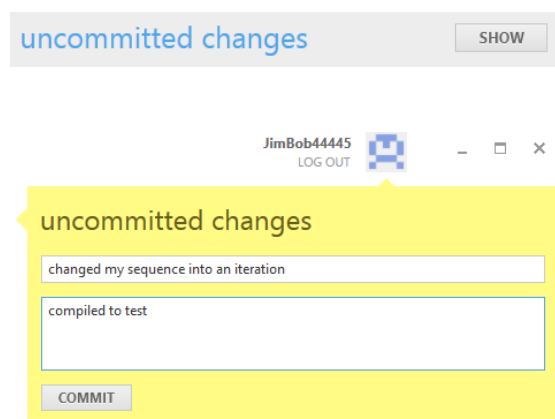 uncommitted changes
SHOW
JimBob44445
LOG OUT
uncommitted changes
changed my sequence into an iteration
compiled to test
COMMIT